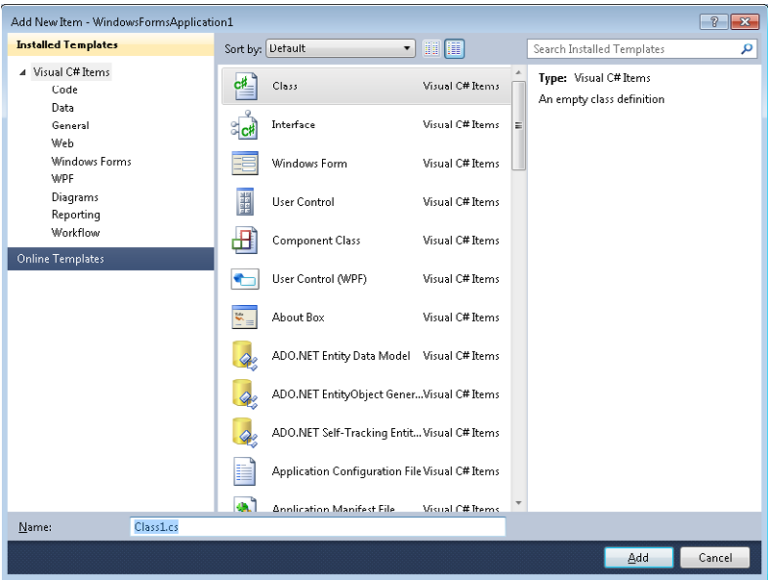 Add New Item - WindowsFormsApplication1
Installed Templates
Sort by: Default
Search Installed Templates
Visual C# Items
Code
Data
General
Web
Windows Forms
WPF
Diagrams
Reporting
Workflow
Online Templates
Class Visual C# Items
Interface Visual C# Items
Windows Form Visual C# Items
User Control Visual C# Items
Component Class Visual C# Items
User Control (WPF) Visual C# Items
About Box Visual C# Items
ADO.NET Entity Data Model Visual C# Items
ADO.NET EntityObject Gener... Visual C# Items
ADO.NET Self-Tracking Entit... Visual C# Items
Application Configuration File Visual C# Items
Application Manifest File Visual C# Items
Type: Visual C# Items
An empty class definition
Name: Class1.cs
Add Cancel